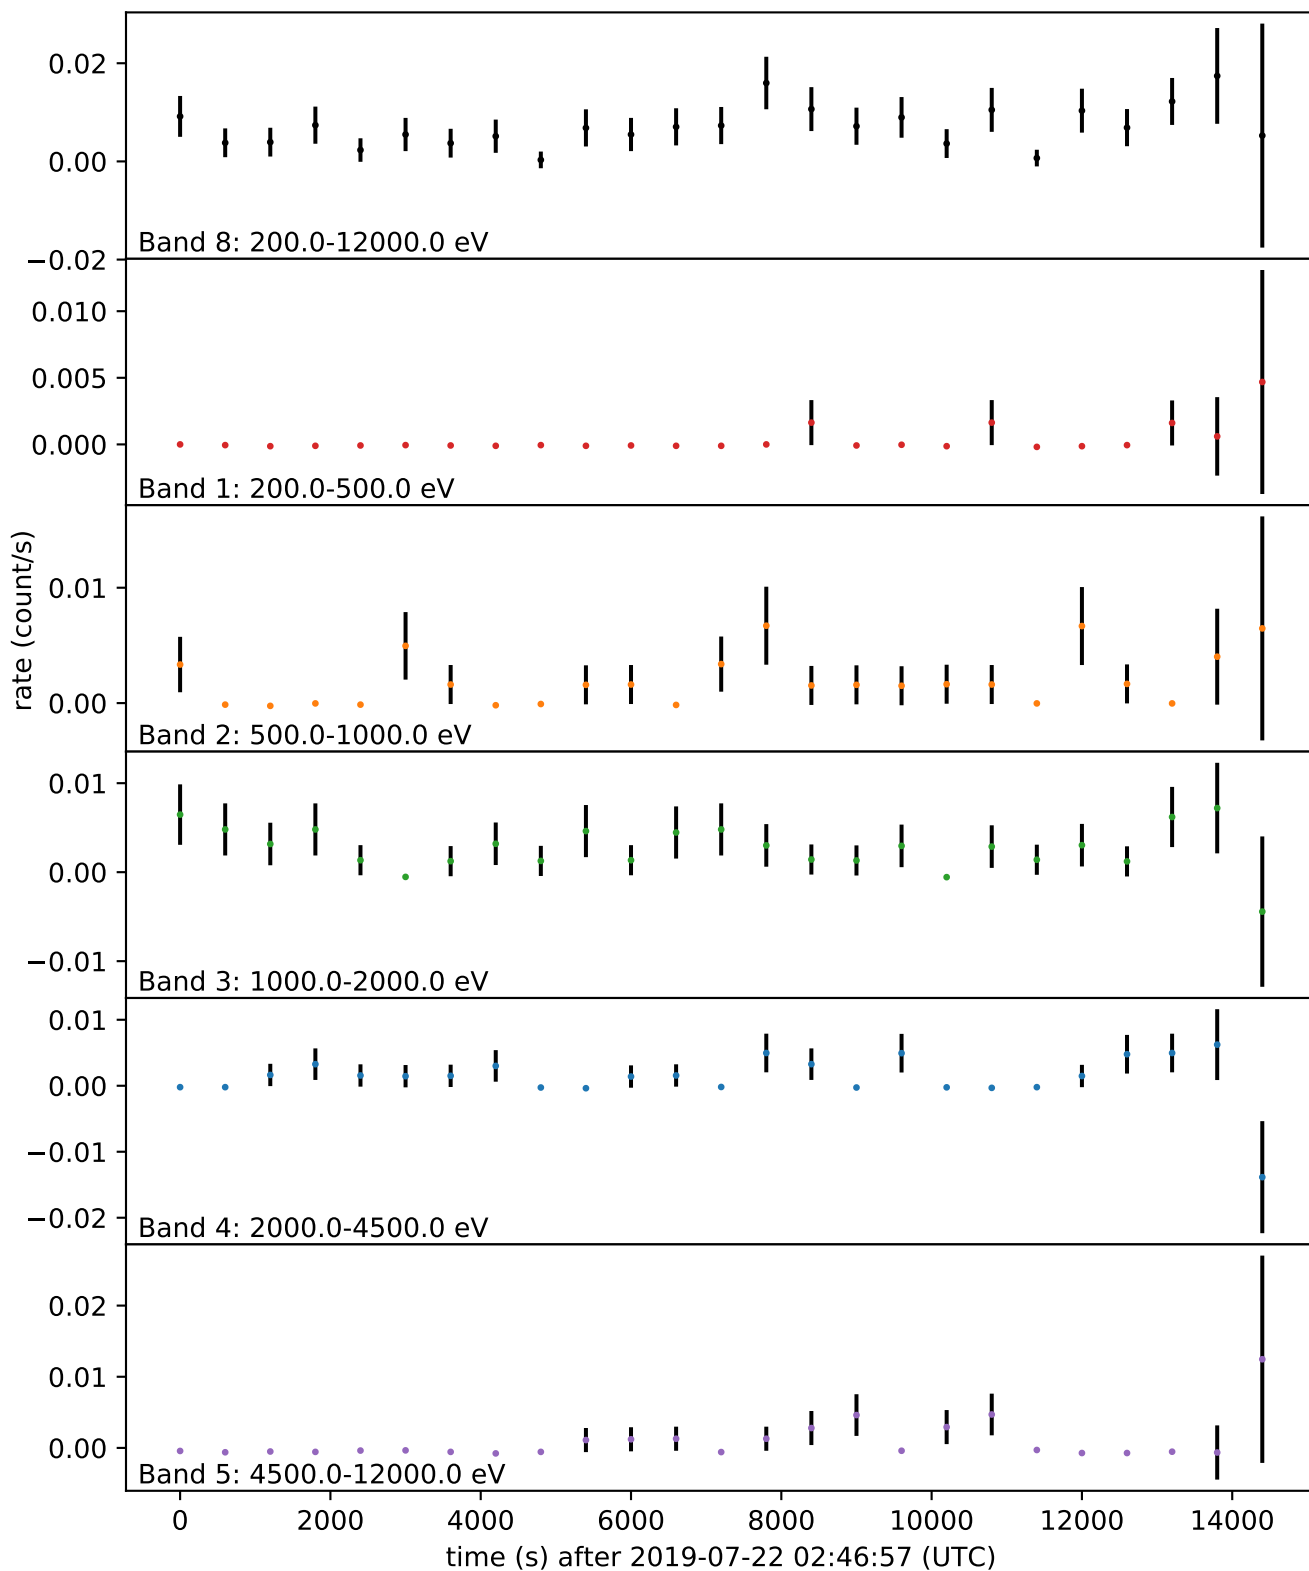 0.02
0.00
−0.02
Band 8: 200.0-12000.0 eV
0.010
0.005
0.000
Band 1: 200.0-500.0 eV
0.01
0.00
Band 2: 500.0-1000.0 eV
rate (count/s)
0.01
0.00
−0.01
Band 3: 1000.0-2000.0 eV
0.01
0.00
−0.01
−0.02
Band 4: 2000.0-4500.0 eV
0.02
0.01
0.00
Band 5: 4500.0-12000.0 eV
0 2000 4000 6000 8000 10000 12000 14000
time (s) after 2019-07-22 02:46:57 (UTC)